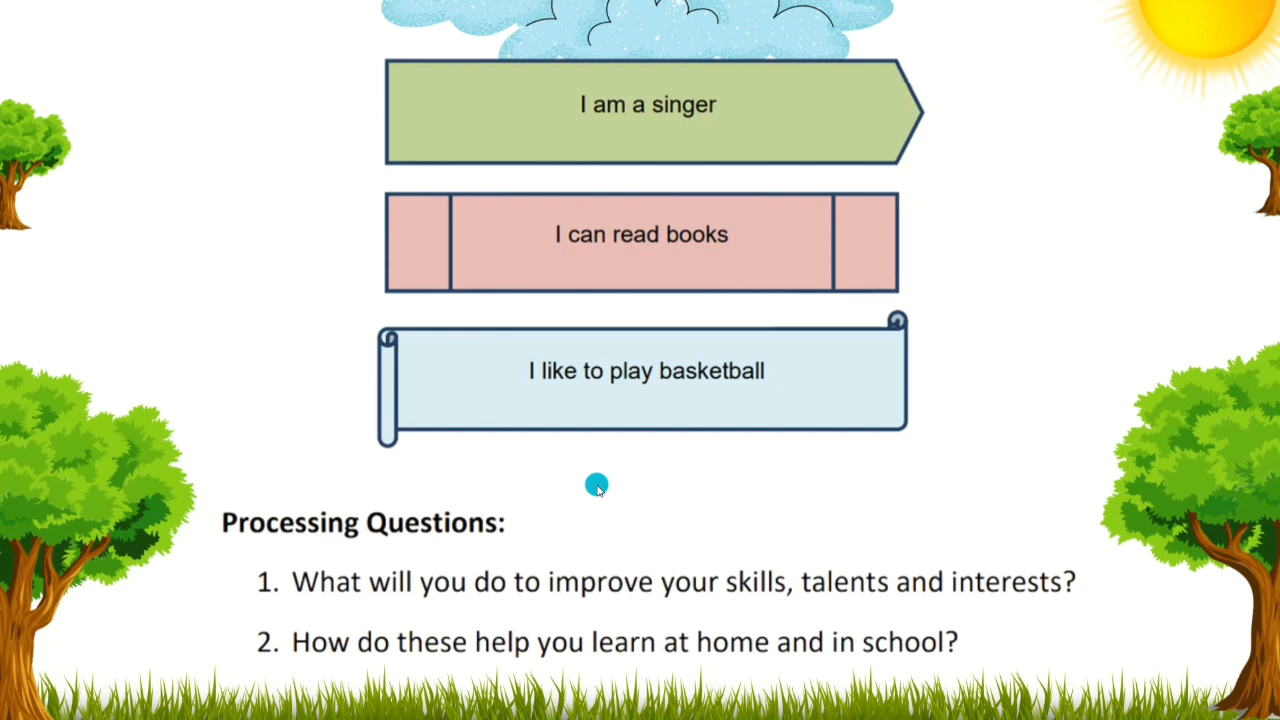 I am a singer
I can read books
I like to play basketball
Processing Questions:
1. What will you do to improve your skills, talents and interests?
2. How do these help you learn at home and in school?